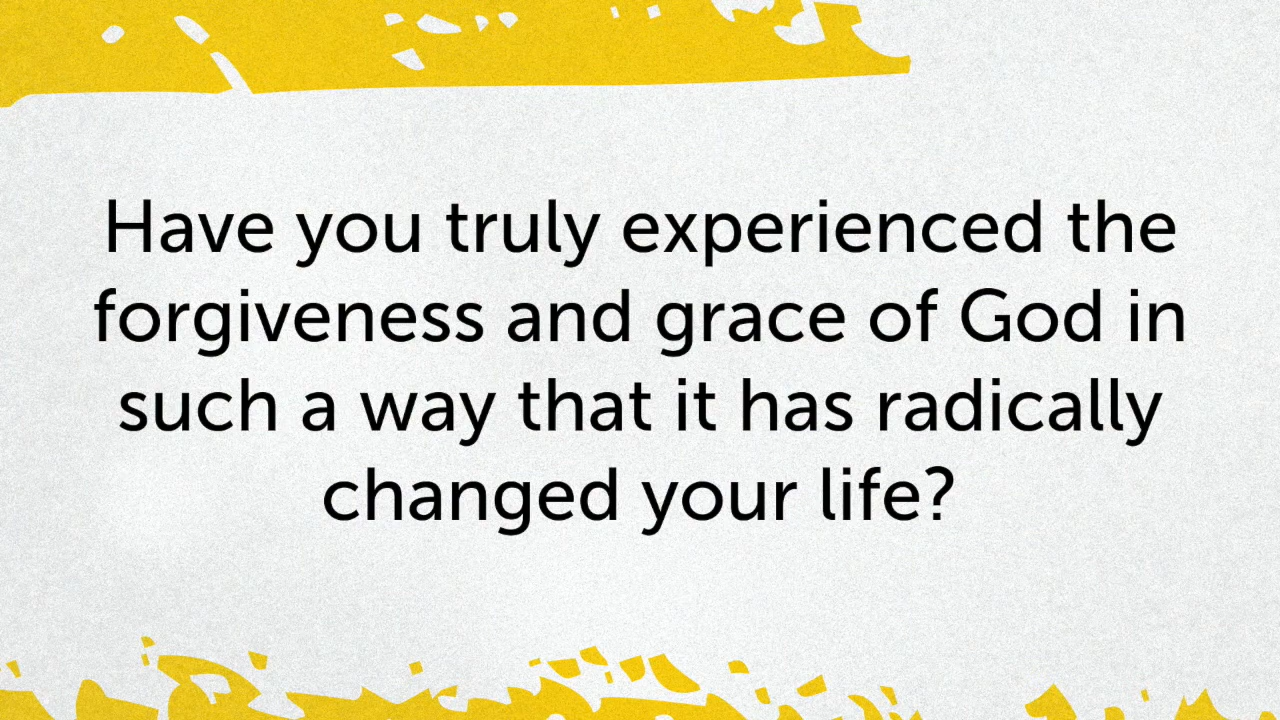 Have you truly experienced the
forgiveness and grace of God in
such a way that it has radically
changed your life?